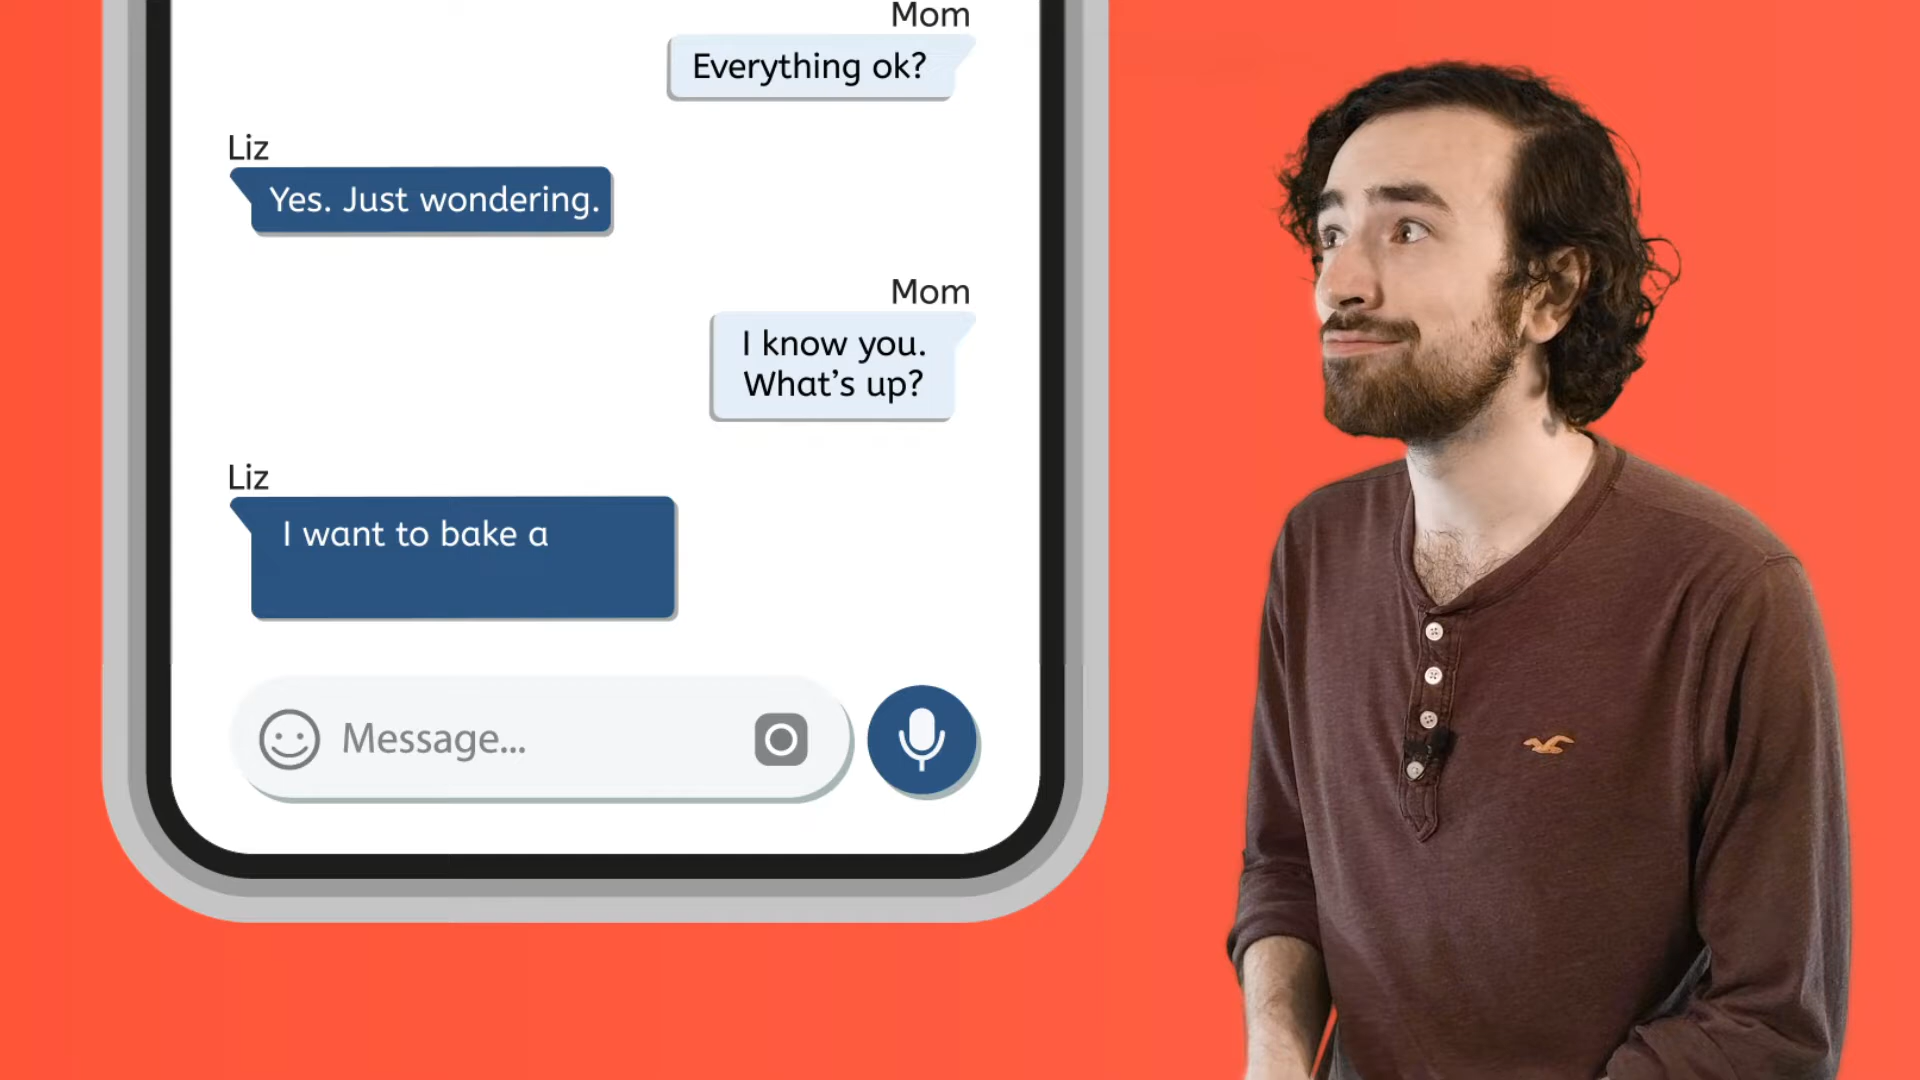 Mom
Everything ok?
Liz
Yes. Just wondering.
Mom
I know you.
What's up?
Liz
I want to bake a
Message...